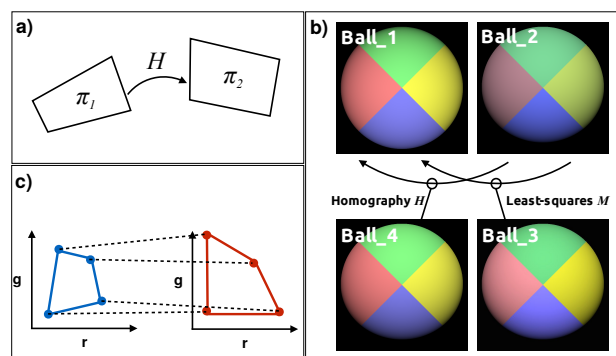 a)
H
π1
π2
c)
g
r
g
r
b)
Ball_1
Ball_2
Homography H
Least-squares M
Ball_4
Ball_3